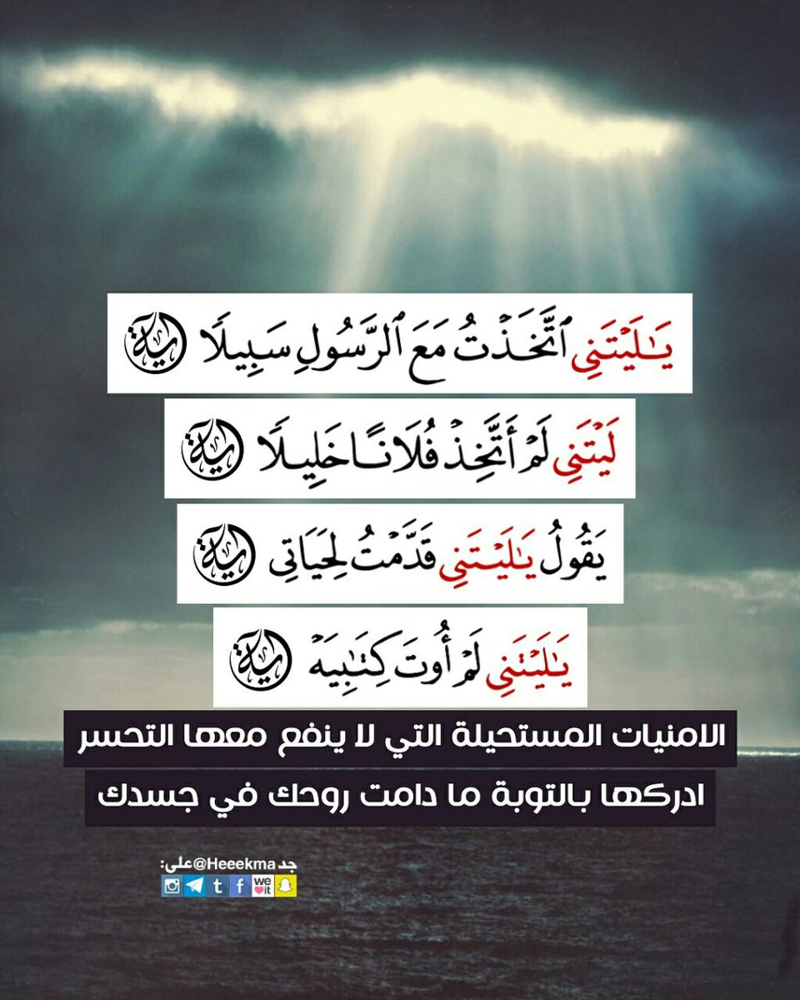 يَـٰلَيْتَنِى ٱتَّخَذْتُ مَعَ ٱلرَّسُولِ سَبِيلًا آية
لَيْتَنِى لَمْ أَتَّخِذْ فُلَانًا خَلِيلًا آية
يَقُولُ يَـٰلَيْتَنِى قَدَّمْتُ لِحَيَاتِى آية
يَـٰلَيْتَنِى لَمْ أُوتَ كِتَـٰبِيَهْ آية
الامنيات المستحيلة التي لا ينفع معها التحسر
ادركها بالتوبة ما دامت روحك في جسدك
جد Heeekma@ على:
we it